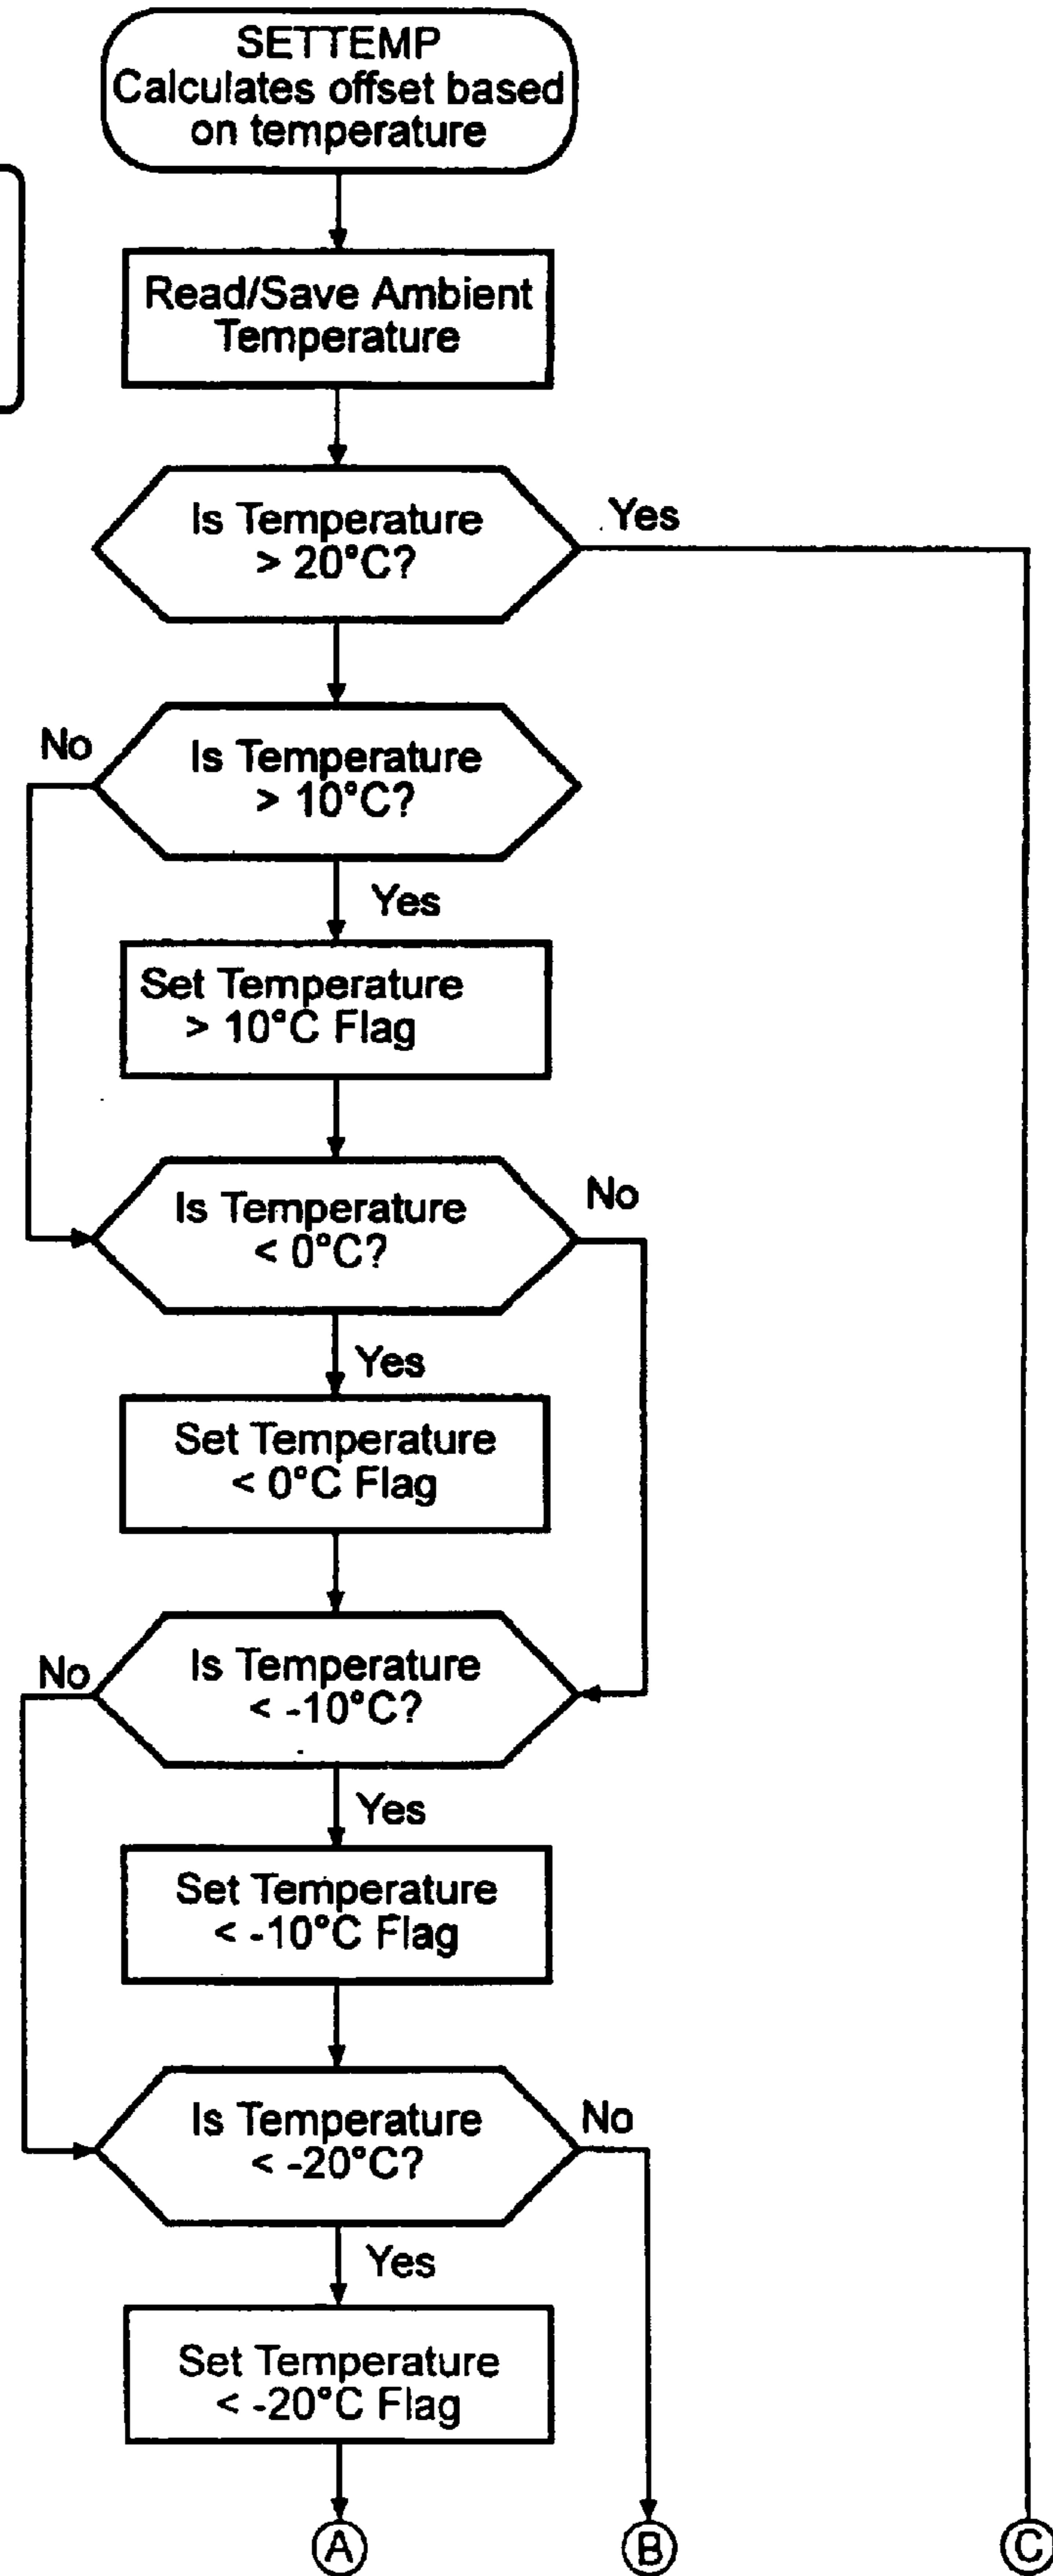 SETTEMP
Calculates offset based
on temperature
Read/Save Ambient
Temperature
Is Temperature
> 20°C?
Yes
Is Temperature
> 10°C?
No
Yes
Set Temperature
> 10°C Flag
Is Temperature
< 0°C?
No
Yes
Set Temperature
< 0°C Flag
Is Temperature
< -10°C?
No
Yes
Set Temperature
< -10°C Flag
Is Temperature
< -20°C?
No
Yes
Set Temperature
< -20°C Flag
A
B
C